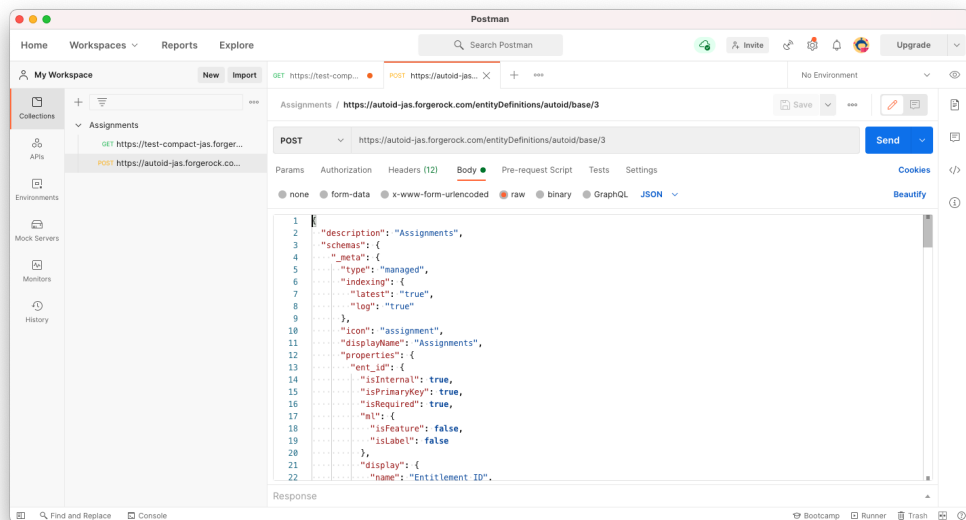 Postman
Home Workspaces Reports Explore Search Postman Invite Upgrade
My Workspace New Import GET https://test-comp... POST https://autoid-jas... No Environment
Collections
APIs
Environments
Mock Servers
Monitors
History
Assignments
GET https://test-compact-jas.forger...
POST https://autoid-jas.forgerock.co...
Assignments / https://autoid-jas.forgerock.com/entityDefinitions/autoid/base/3 Save
POST https://autoid-jas.forgerock.com/entityDefinitions/autoid/base/3 Send
Params Authorization Headers (12) Body Pre-request Script Tests Settings Cookies
none form-data x-www-form-urlencoded raw binary GraphQL JSON Beautify
1 {
2 "description": "Assignments",
3 "schemas": {
4 "_meta": {
5 "type": "managed",
6 "indexing": {
7 "latest": "true",
8 "log": "true"
9 },
10 "icon": "assignment",
11 "displayName": "Assignments",
12 "properties": {
13 "ent_id": {
14 "isInternal": true,
15 "isPrimaryKey": true,
16 "isRequired": true,
17 "ml": {
18 "isFeature": false,
19 "isLabel": false
20 },
21 "display": {
22 "name": "Entitlement ID",
Response
Find and Replace Console Bootcamp Runner Trash